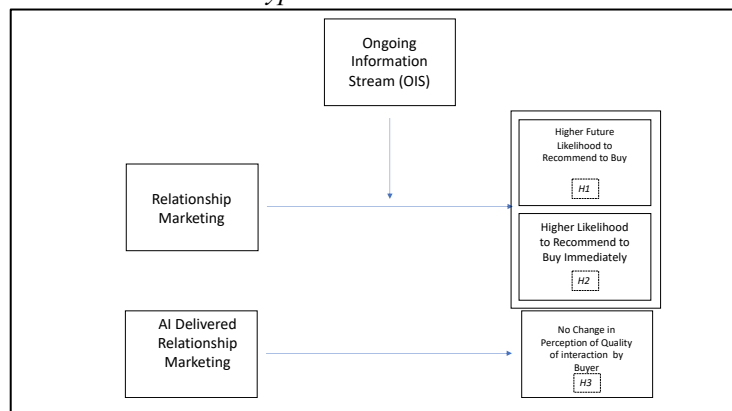 Ongoing
Information
Stream (OIS)
Higher Future
Likelihood to
Recommend to Buy
H1
Relationship
Marketing
Higher Likelihood
to Recommend to
Buy Immediately
H2
AI Delivered
Relationship
Marketing
No Change in
Perception of Quality
of interaction by
Buyer
H3